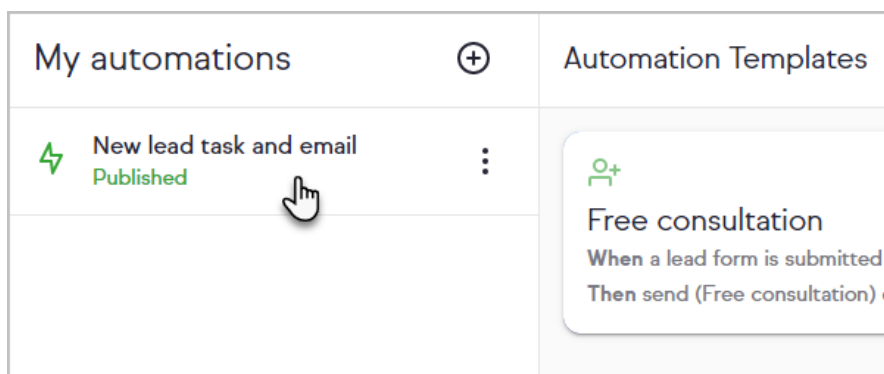 My automations
New lead task and email
Published
Automation Templates
Free consultation
When a lead form is submitted
Then send (Free consultation)